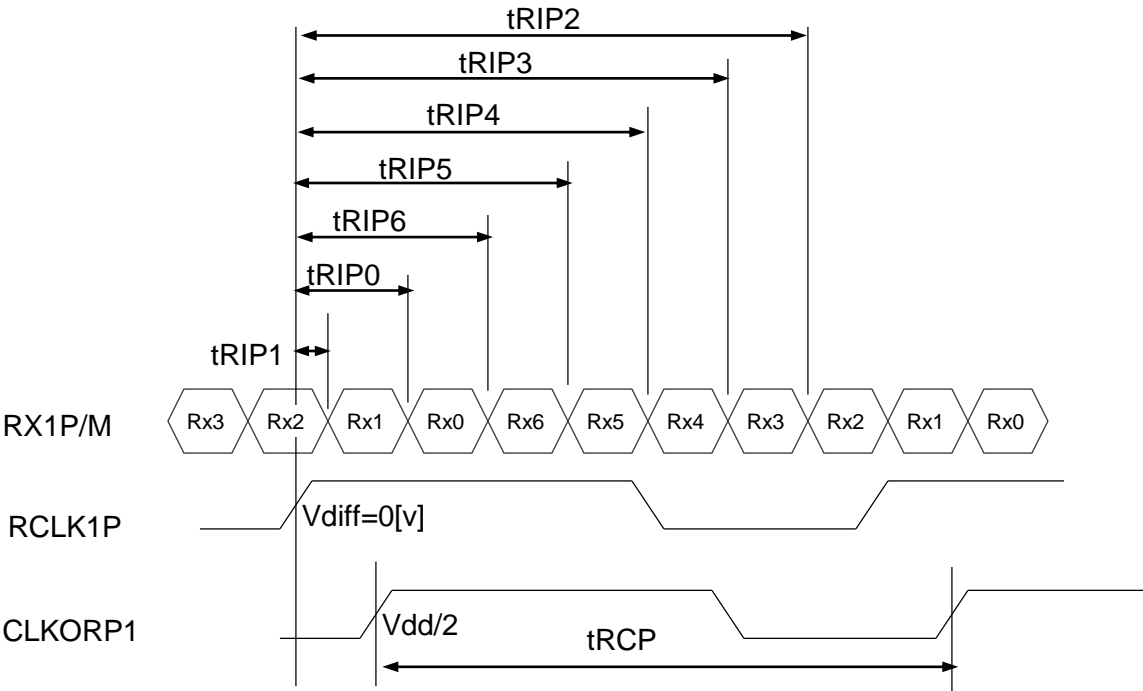 tRIP2
tRIP3
tRIP4
tRIP5
tRIP6
tRIP0
tRIP1
RX1P/M Rx3 Rx2 Rx1 Rx0 Rx6 Rx5 Rx4 Rx3 Rx2 Rx1 Rx0
RCLK1P Vdiff=0[v]
CLKORP1 Vdd/2 tRCP